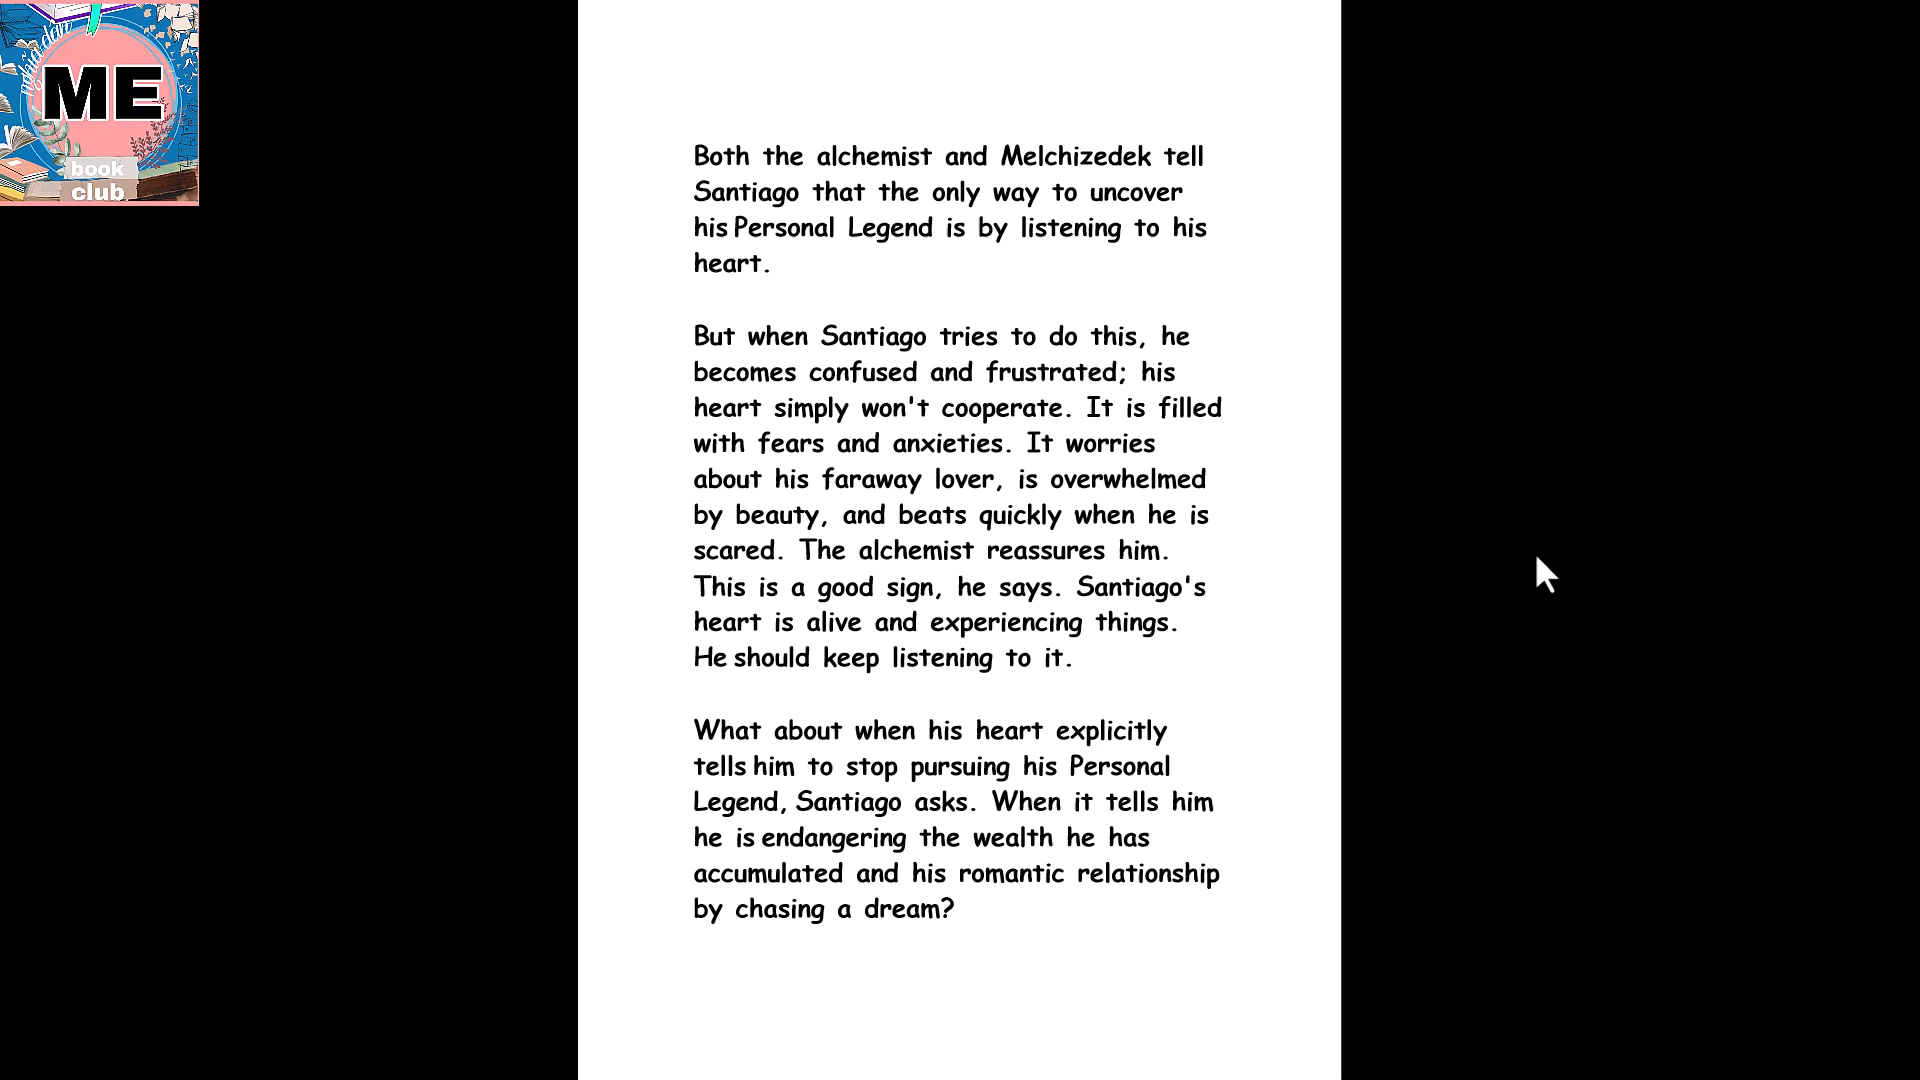 ME
book
club
Both the alchemist and Melchizedek tell
Santiago that the only way to uncover
his Personal Legend is by listening to his
heart.
But when Santiago tries to do this, he
becomes confused and frustrated; his
heart simply won't cooperate. It is filled
with fears and anxieties. It worries
about his faraway lover, is overwhelmed
by beauty, and beats quickly when he is
scared. The alchemist reassures him.
This is a good sign, he says. Santiago's
heart is alive and experiencing things.
He should keep listening to it.
What about when his heart explicitly
tells him to stop pursuing his Personal
Legend, Santiago asks. When it tells him
he is endangering the wealth he has
accumulated and his romantic relationship
by chasing a dream?